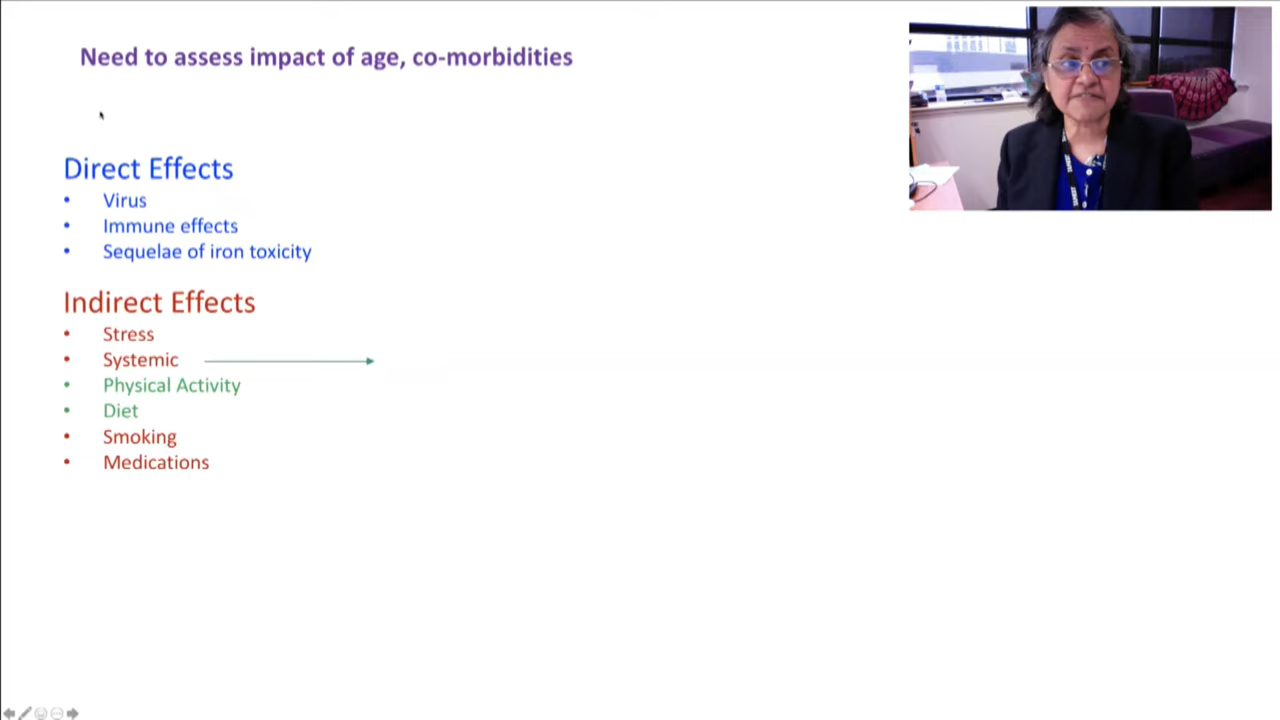 Need to assess impact of age, co-morbidities
Direct Effects
• Virus
• Immune effects
• Sequelae of iron toxicity
Indirect Effects
• Stress
• Systemic
• Physical Activity
• Diet
• Smoking
• Medications